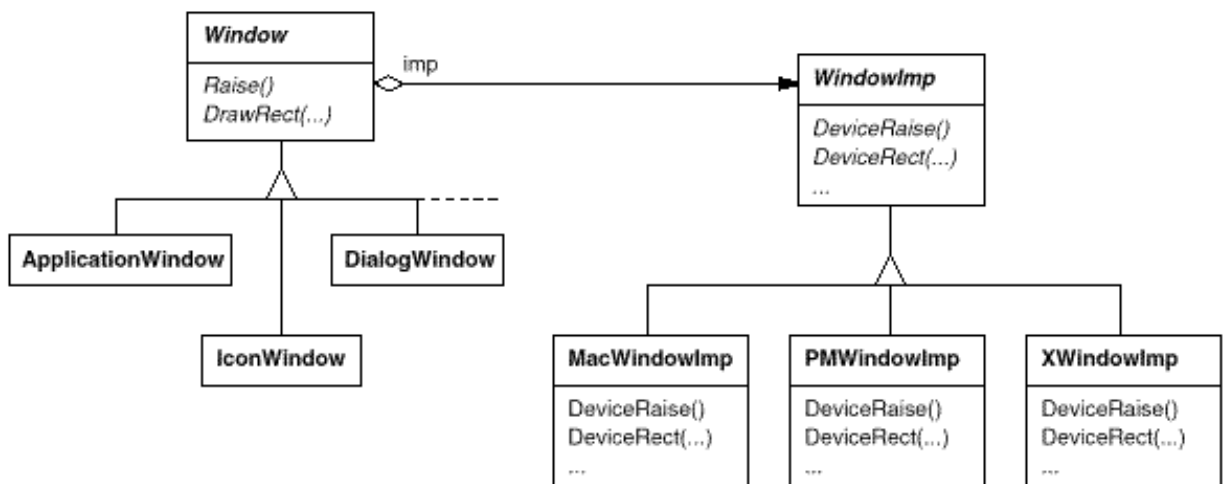 Window
Raise()
DrawRect(...)
imp
WindowImp
DeviceRaise()
DeviceRect(...)
...
ApplicationWindow
DialogWindow
IconWindow
MacWindowImp
DeviceRaise()
DeviceRect(...)
...
PMWindowImp
DeviceRaise()
DeviceRect(...)
...
XWindowImp
DeviceRaise()
DeviceRect(...)
...